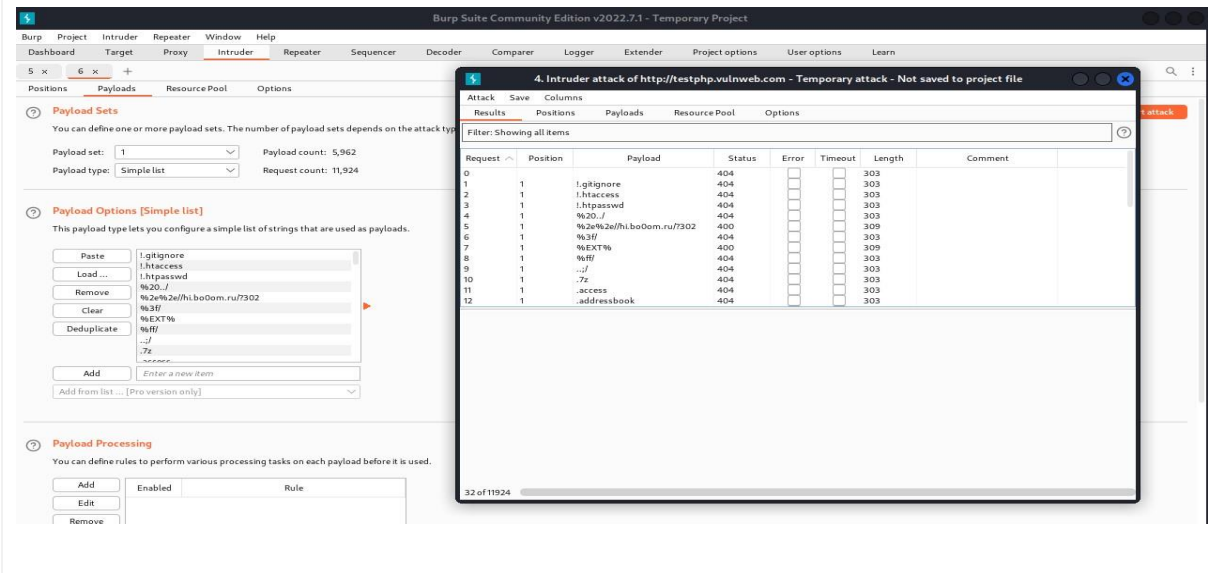 Burp Suite Community Edition v2022.7.1 - Temporary Project
Burp Project Intruder Repeater Window Help
Dashboard Target Proxy Intruder Repeater Sequencer Decoder Comparer Logger Extender Project options User options Learn
5 × 6 × +
Positions Payloads Resource Pool Options
? Payload Sets
You can define one or more payload sets. The number of payload sets depends on the attack typ
Payload set: 1 Payload count: 5,962
Payload type: Simple list Request count: 11,924
? Payload Options [Simple list]
This payload type lets you configure a simple list of strings that are used as payloads.
Paste
Load ...
Remove
Clear
Deduplicate
!.gitignore
!.htaccess
!.htpasswd
%20../
%2e%2e//hi.bo0om.ru/?302
%3f/
%EXT%
%ff/
..;/
.7z
.access
Add Enter a new item
Add from list ... [Pro version only]
? Payload Processing
You can define rules to perform various processing tasks on each payload before it is used.
Add
Edit
Remove
Enabled Rule
t attack
4. Intruder attack of http://testphp.vulnweb.com - Temporary attack - Not saved to project file
Attack Save Columns
Results Positions Payloads Resource Pool Options
Filter: Showing all items ?
Request Position Payload Status Error Timeout Length Comment
0 404 303
1 1 !.gitignore 404 303
2 1 !.htaccess 404 303
3 1 !.htpasswd 404 303
4 1 %20../ 404 303
5 1 %2e%2e//hi.bo0om.ru/?302 400 309
6 1 %3f/ 404 303
7 1 %EXT% 400 309
8 1 %ff/ 404 303
9 1 ..;/ 404 303
10 1 .7z 404 303
11 1 .access 404 303
12 1 .addressbook 404 303
32 of 11924